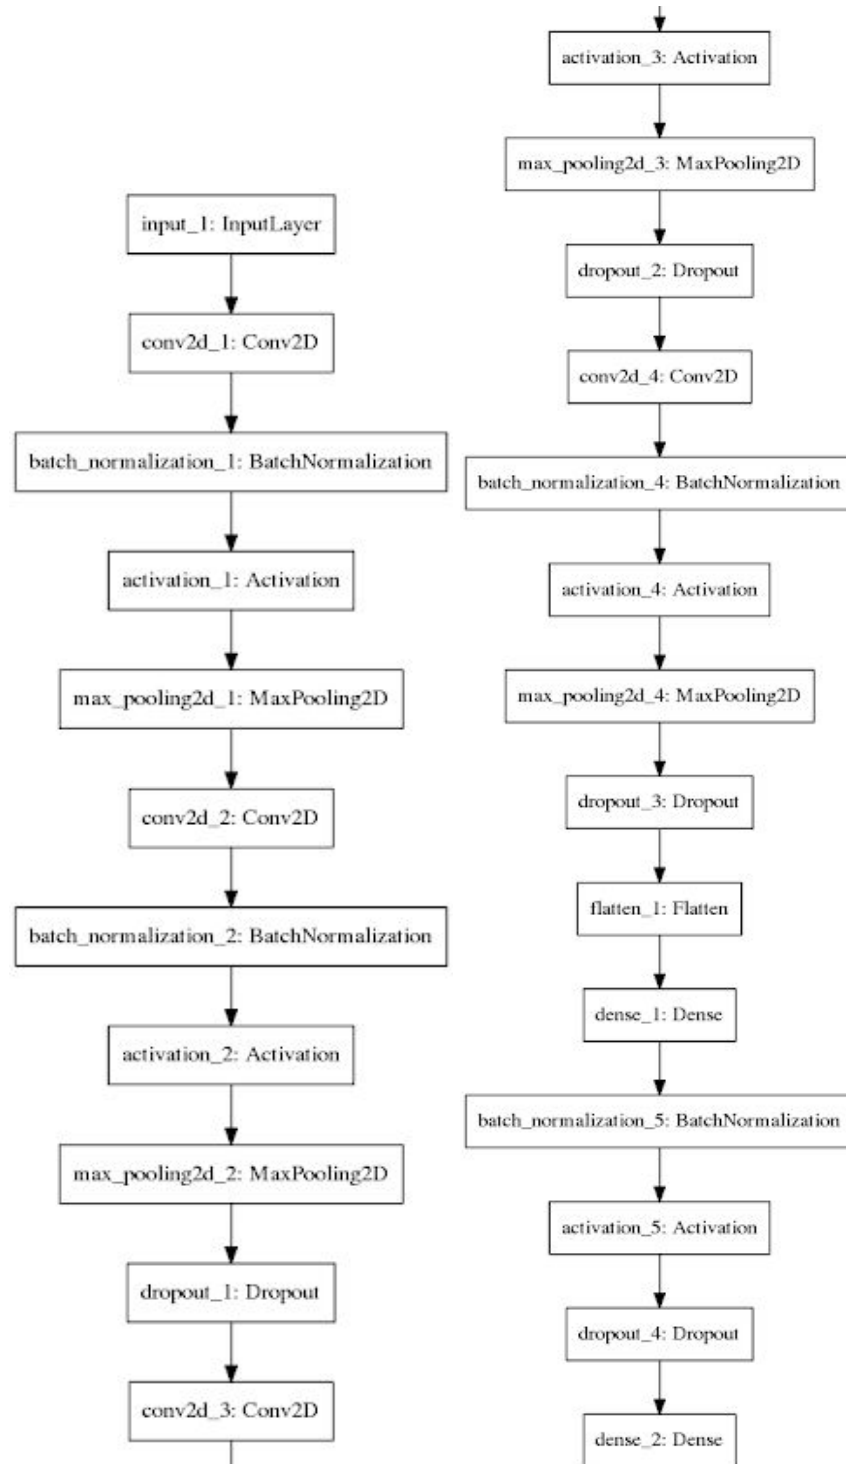 input_1: InputLayer
conv2d_1: Conv2D
batch_normalization_1: BatchNormalization
activation_1: Activation
max_pooling2d_1: MaxPooling2D
conv2d_2: Conv2D
batch_normalization_2: BatchNormalization
activation_2: Activation
max_pooling2d_2: MaxPooling2D
dropout_1: Dropout
conv2d_3: Conv2D
activation_3: Activation
max_pooling2d_3: MaxPooling2D
dropout_2: Dropout
conv2d_4: Conv2D
batch_normalization_4: BatchNormalization
activation_4: Activation
max_pooling2d_4: MaxPooling2D
dropout_3: Dropout
flatten_1: Flatten
dense_1: Dense
batch_normalization_5: BatchNormalization
activation_5: Activation
dropout_4: Dropout
dense_2: Dense